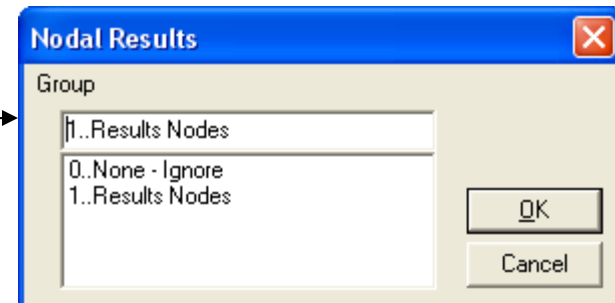 Nodal Results
Group
1..Results Nodes
0..None - Ignore
1..Results Nodes
OK
Cancel